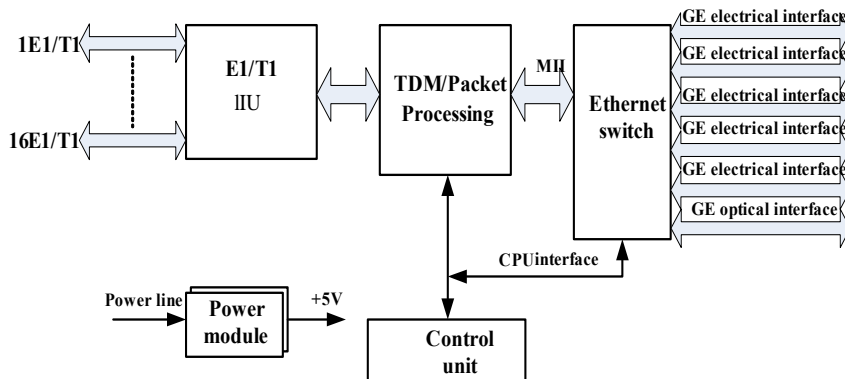 1E1/T1
16E1/T1
E1/T1
IIU
TDM/Packet
Processing
MII
Ethernet
switch
GE electrical interface
GE electrical interface
GE electrical interface
GE electrical interface
GE electrical interface
GE optical interface
CPUinterface
Power line
Power
module
+5V
Control
unit